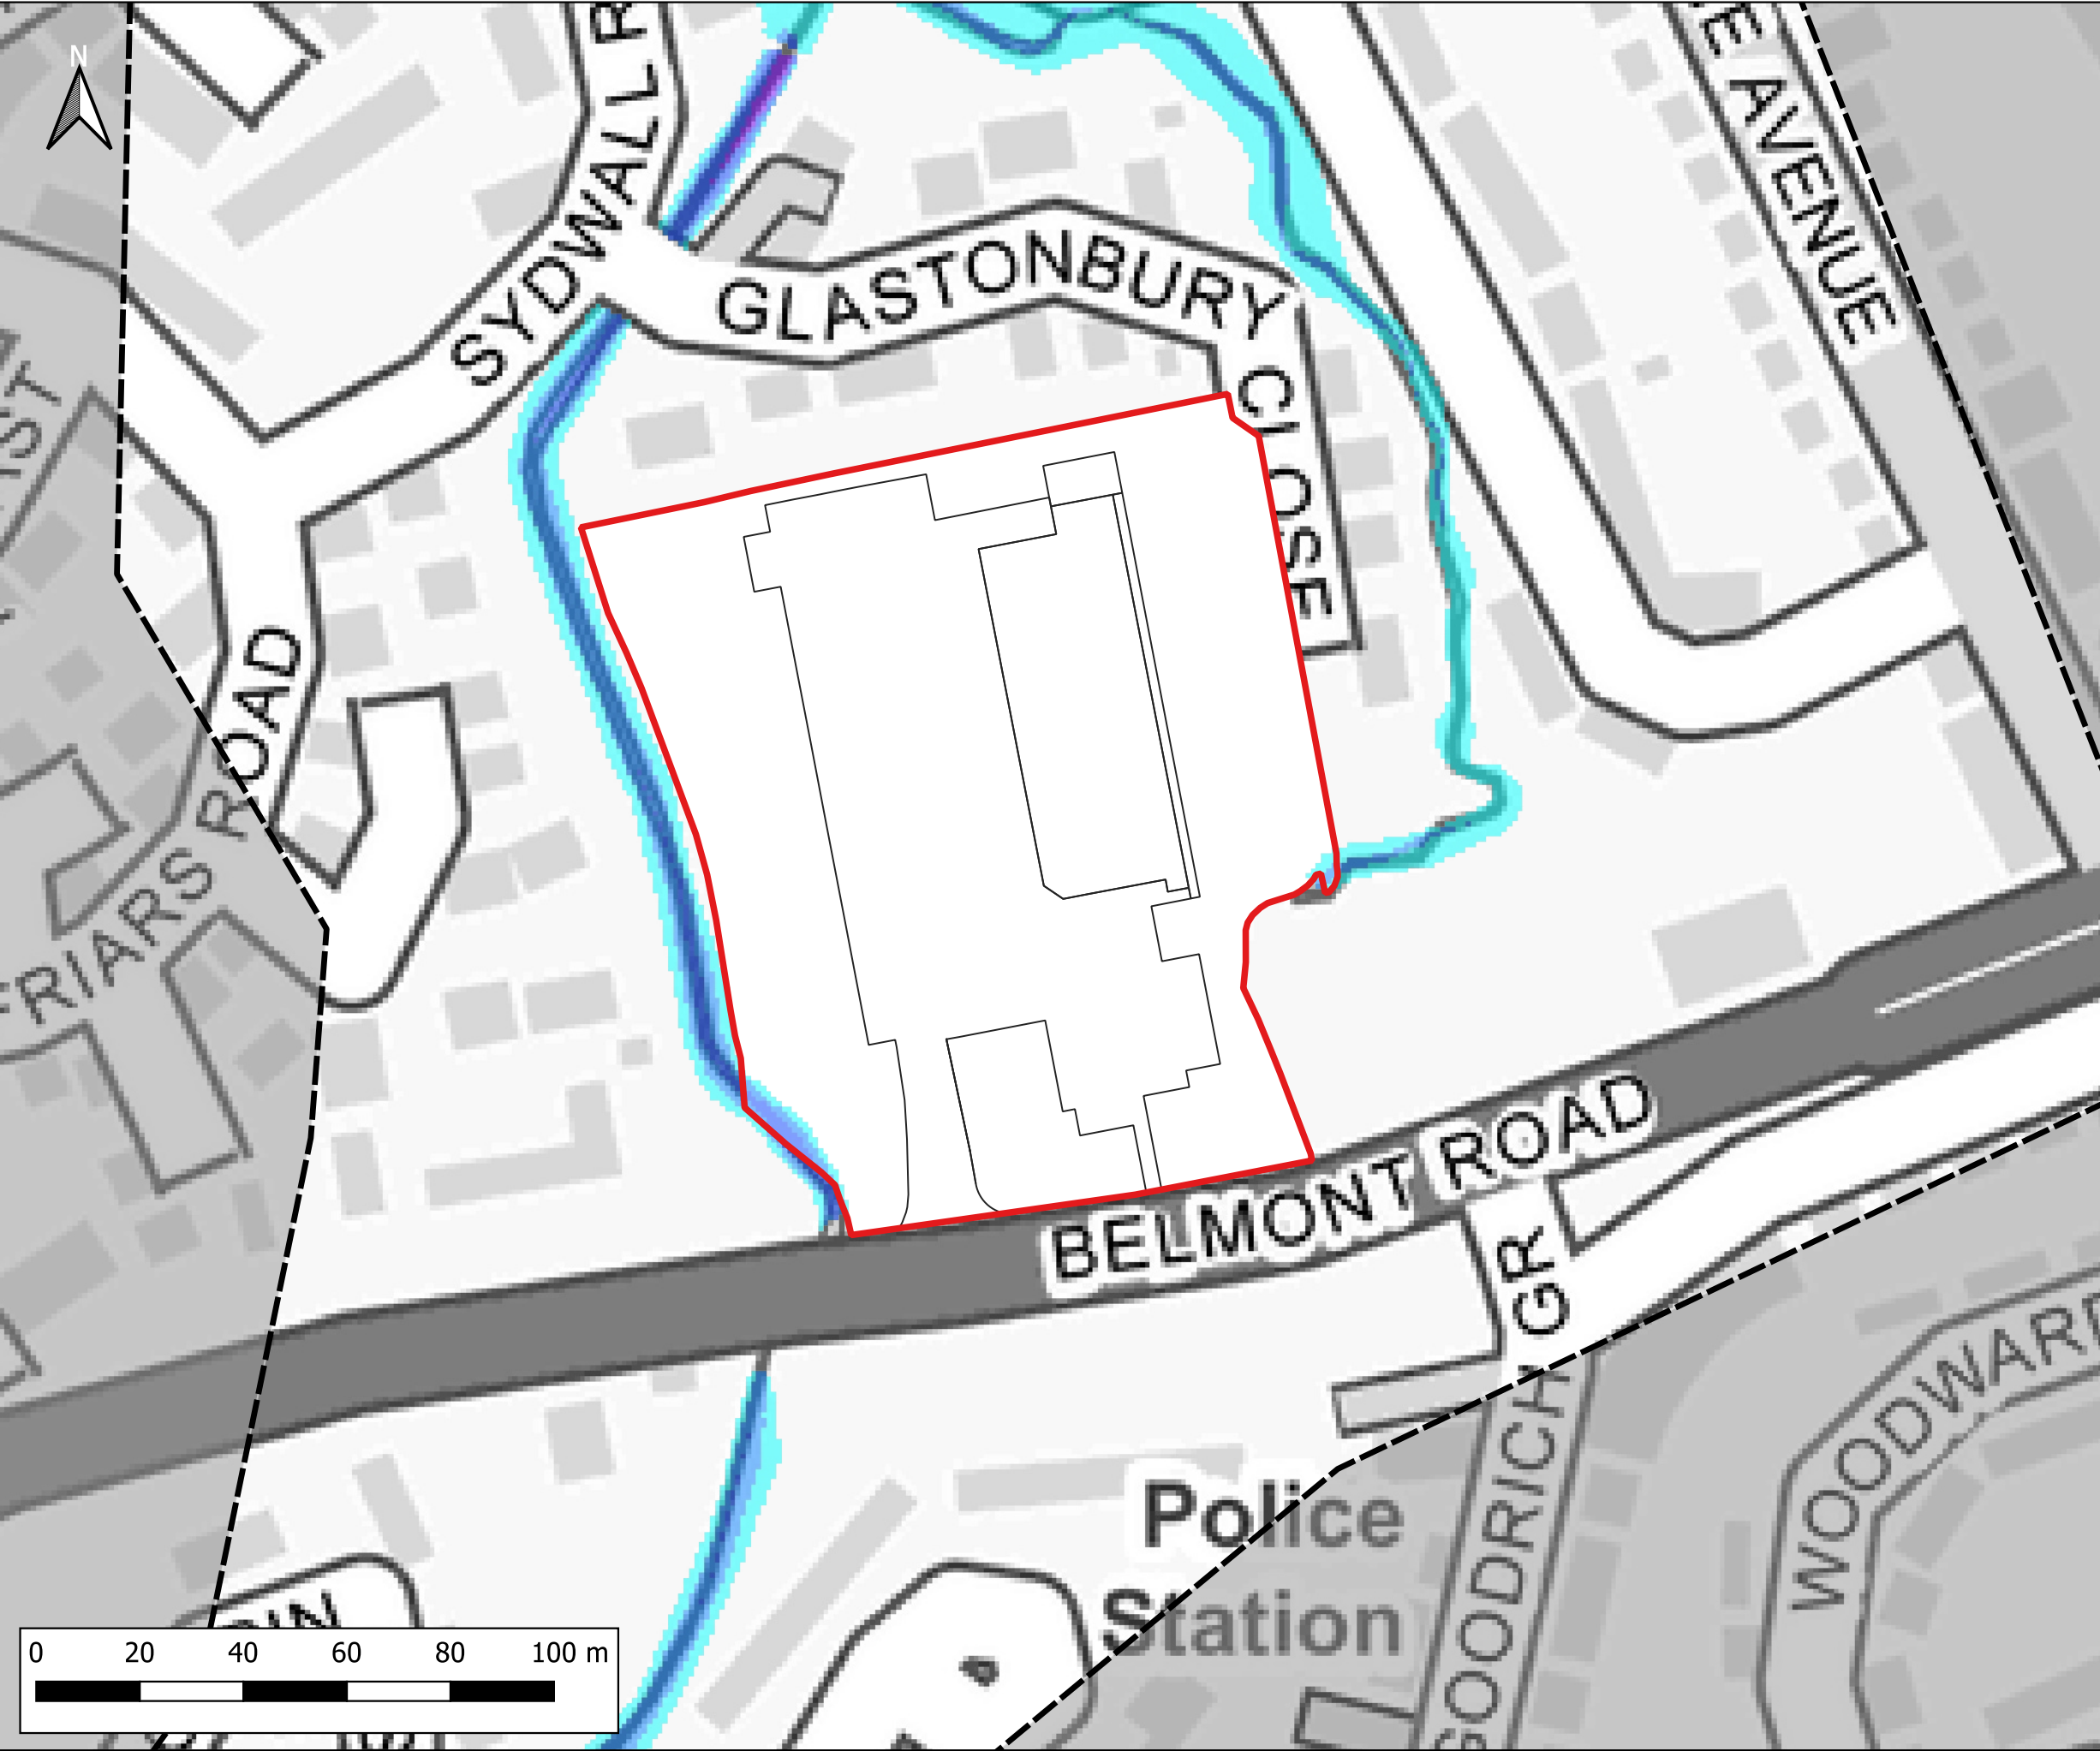 N
SYDWALL R
GLASTONBURY CLOSE
E AVENUE
FRIARS ROAD
BELMONT ROAD
GR
GOODRICH
WOODWARD
Police
Station
0 20 40 60 80 100 m